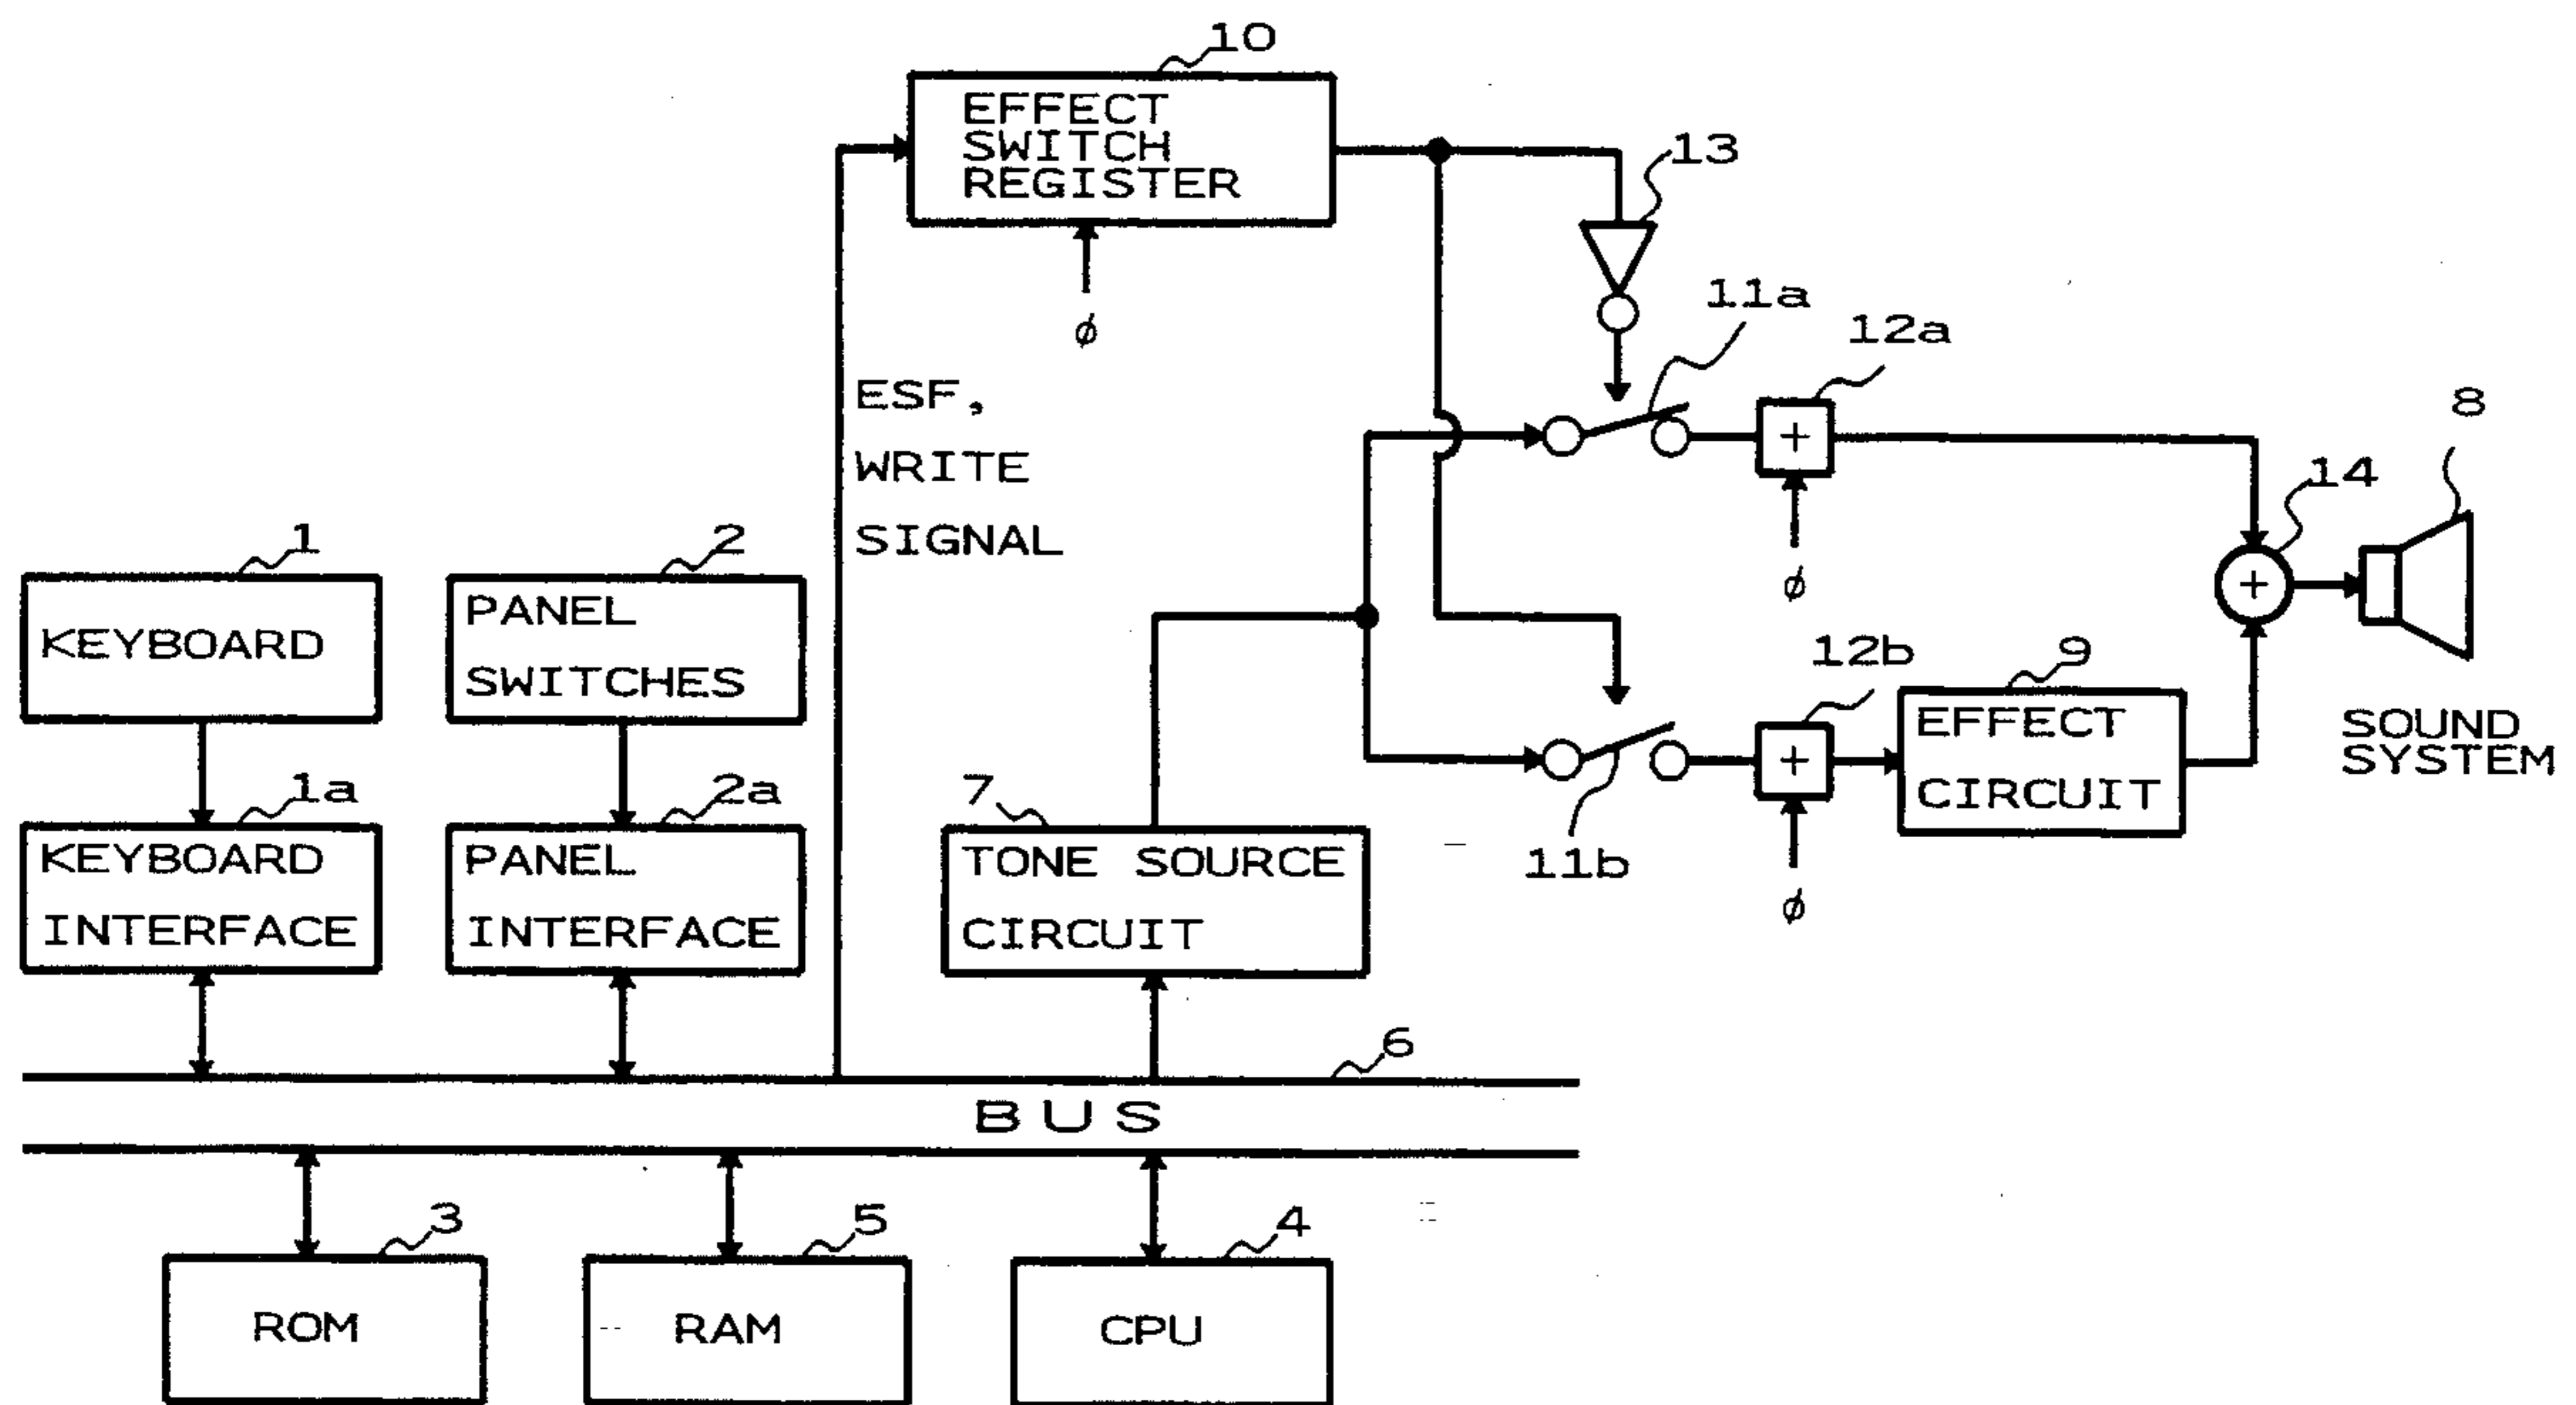 10
EFFECT
SWITCH
REGISTER
13
ϕ
11a
12a
ESF,
WRITE
SIGNAL
8
14
ϕ
1
KEYBOARD
2
PANEL
SWITCHES
12b
9
EFFECT
CIRCUIT
SOUND
SYSTEM
1a
KEYBOARD
INTERFACE
2a
PANEL
INTERFACE
7
TONE SOURCE
CIRCUIT
11b
ϕ
6
BUS
3
ROM
5
RAM
4
CPU
+
+
+